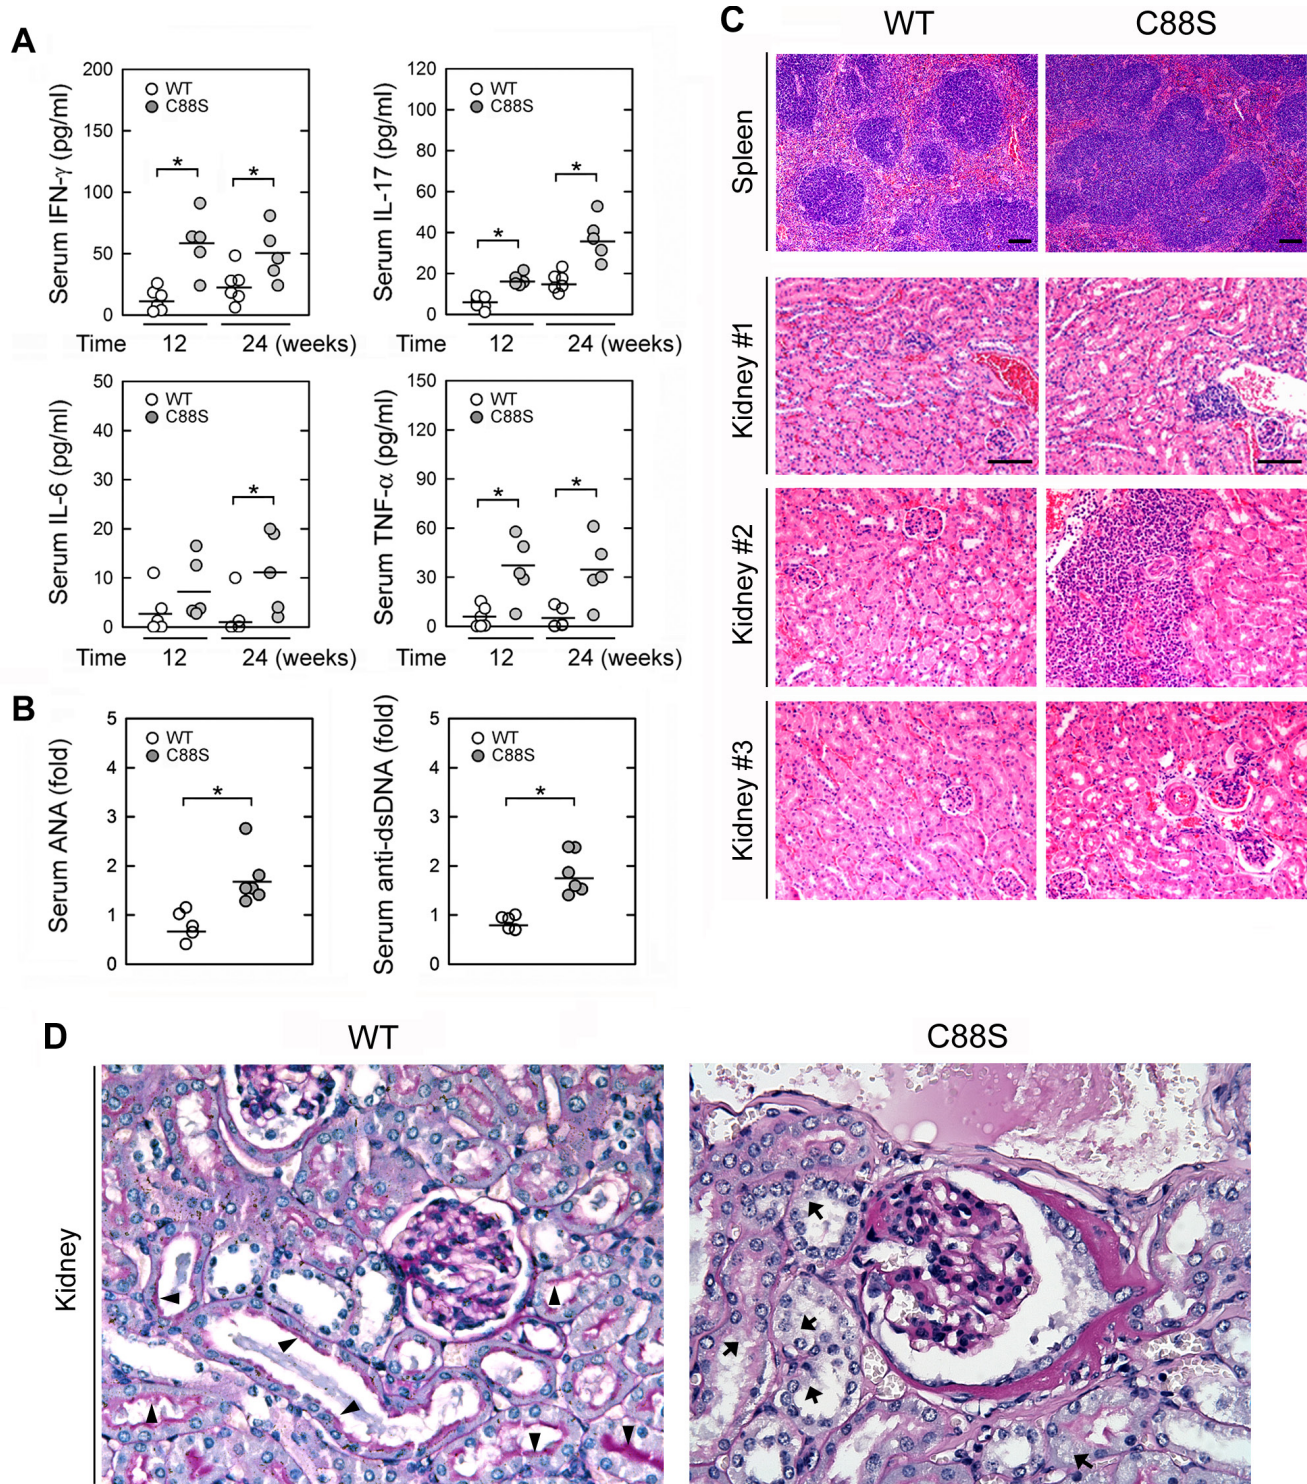 A
Serum IFN-γ (pg/ml)
200
150
100
50
0
WT
C88S
*
*
Time 12 24 (weeks)
Serum IL-17 (pg/ml)
120
100
80
60
40
20
0
WT
C88S
*
*
12 24 (weeks)
Serum IL-6 (pg/ml)
50
40
30
20
10
0
WT
C88S
*
Time 12 24 (weeks)
Serum TNF-α (pg/ml)
150
90
90
60
30
0
WT
C88S
*
*
Time 12 24 (weeks)
B
Serum ANA (fold)
5
4
3
2
1
0
WT
C88S
*
Serum anti-dsDNA (fold)
5
4
3
2
1
0
WT
C88S
*
C
WT C88S
Spleen
Kidney #1
Kidney #2
Kidney #3
D
WT C88S
Kidney